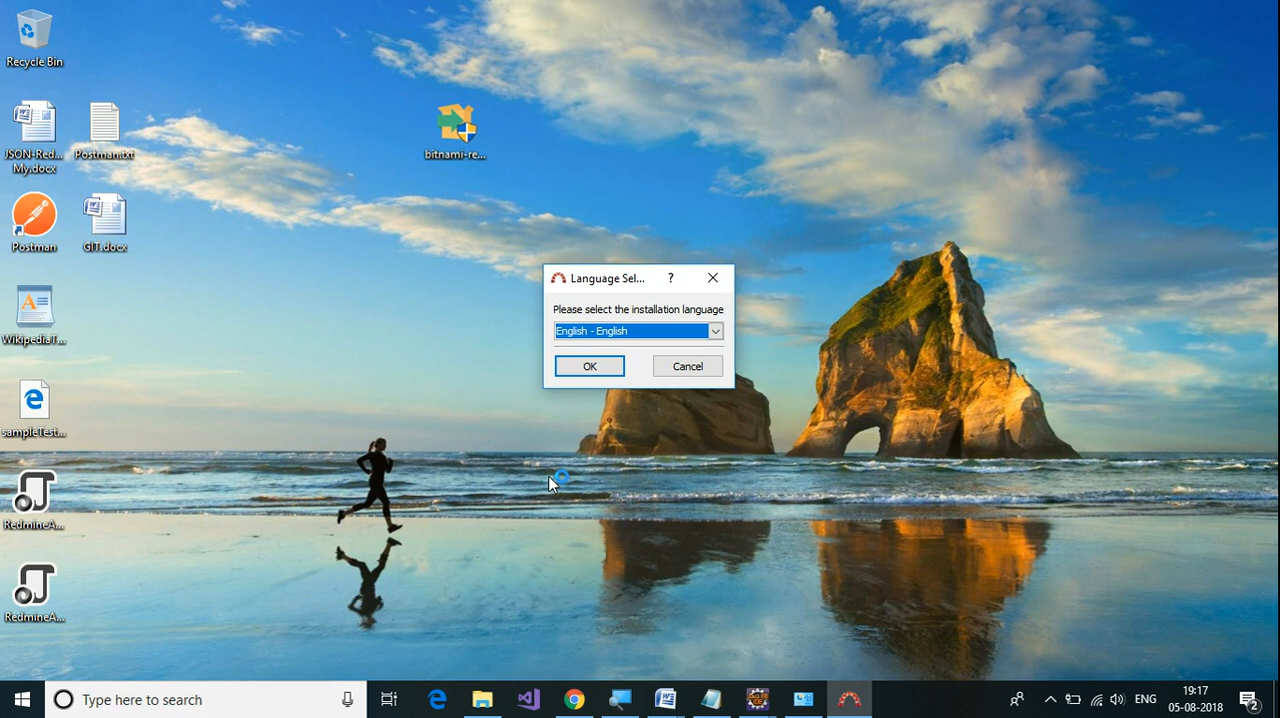 Recycle Bin
JSON-Red...
My.docx
Postman.txt
bitnami-re...
Postman
GIT.docx
Language Sel...
?
Please select the installation language
English - English
OK
Cancel
WikipediaT...
sampleTest...
RedmineA...
RedmineA...
Type here to search
ENG
19:17
05-08-2018
2